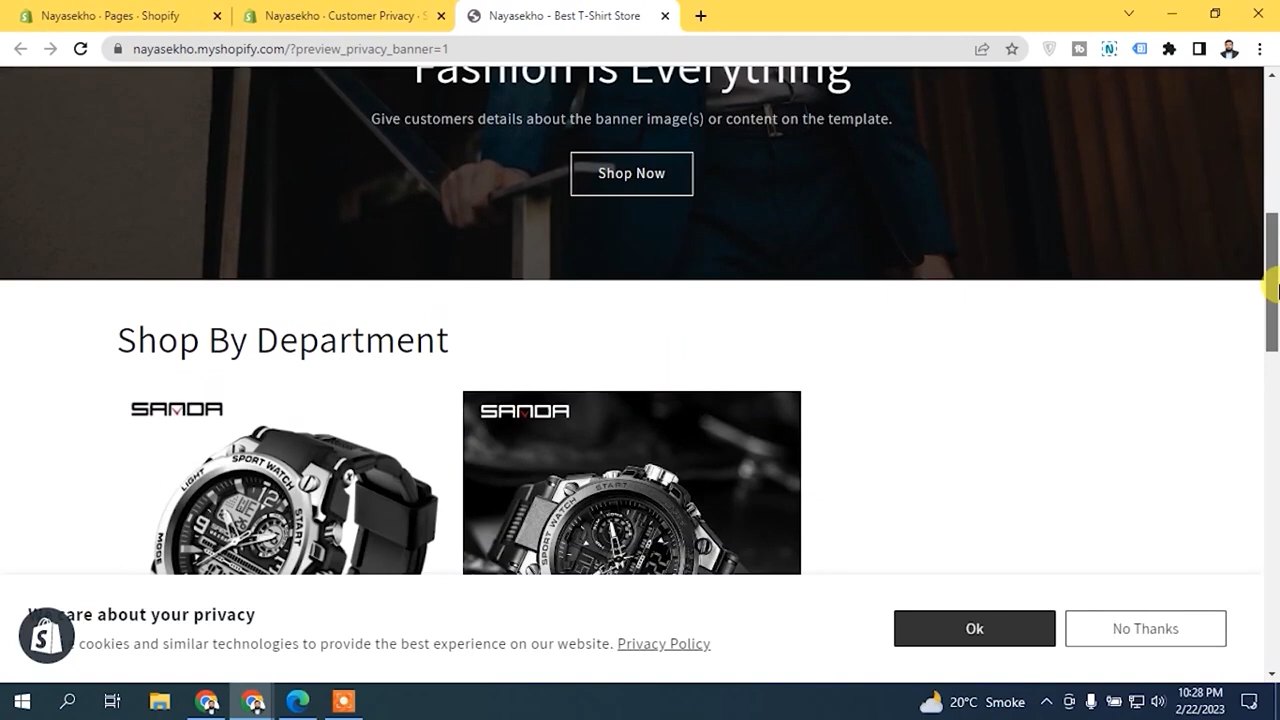 Nayasekho · Pages · Shopify
Nayasekho · Customer Privacy · S
Nayasekho - Best T-Shirt Store
nayasekho.myshopify.com/?preview_privacy_banner=1
Fashion Is Everything
Give customers details about the banner image(s) or content on the template.
Shop Now
Shop By Department
SANDA
SANDA
LIGHT
SPORT WATCH
START
MODE
START
SPORT WATCH
We care about your privacy
cookies and similar technologies to provide the best experience on our website. Privacy Policy
Ok
No Thanks
20°C Smoke
10:28 PM
2/22/2023